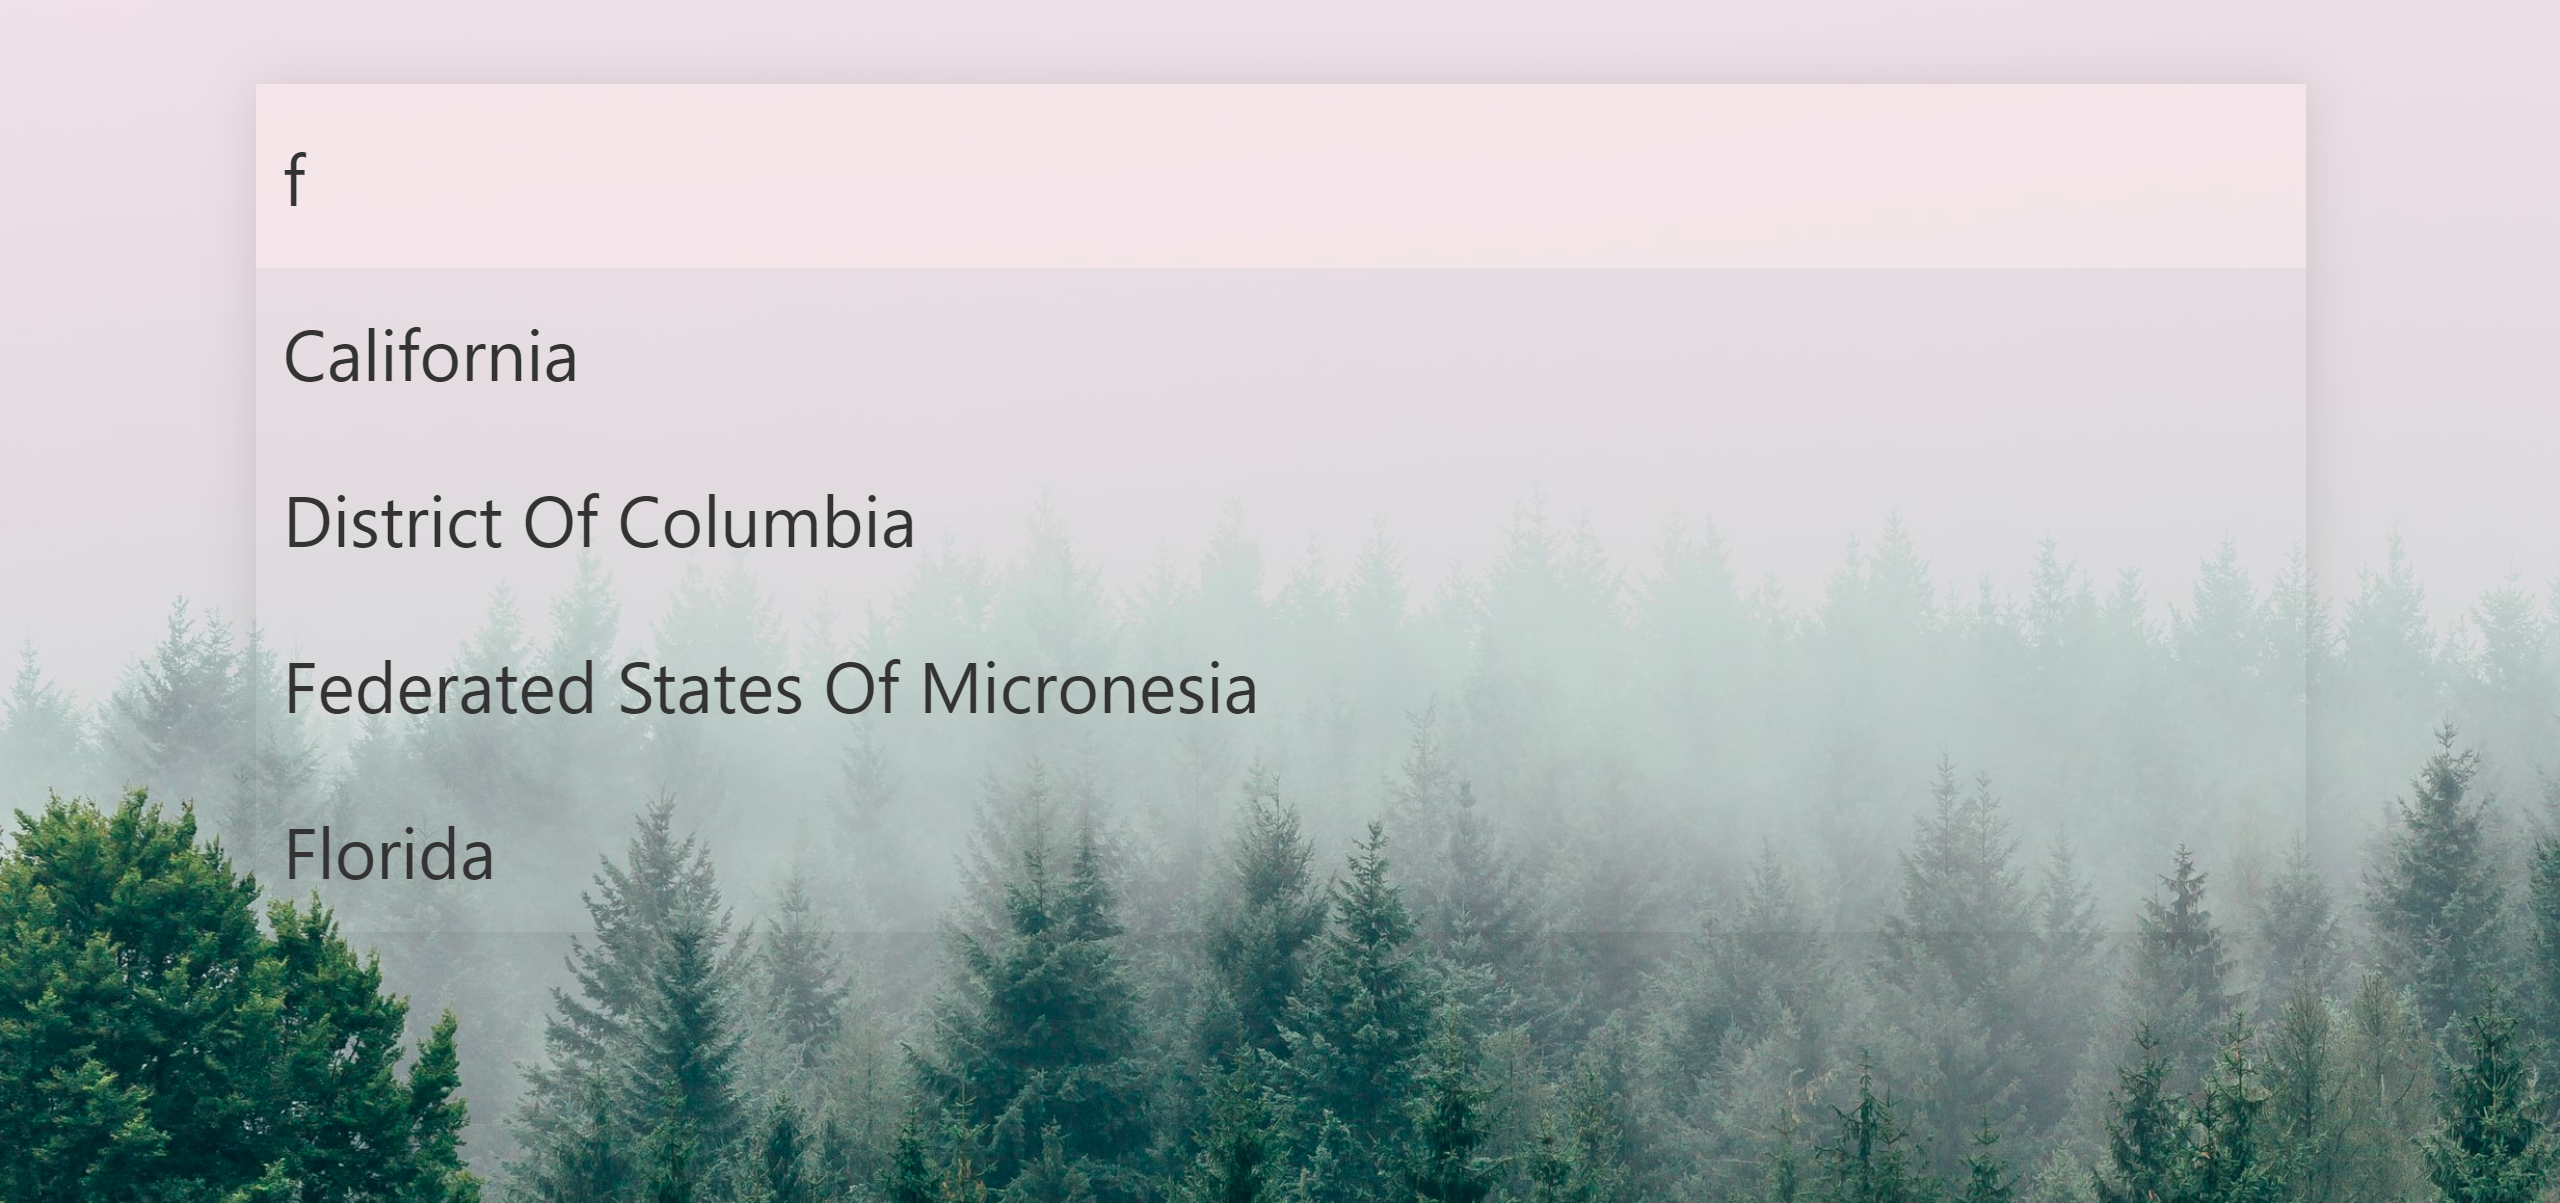 f
California
District Of Columbia
Federated States Of Micronesia
Florida